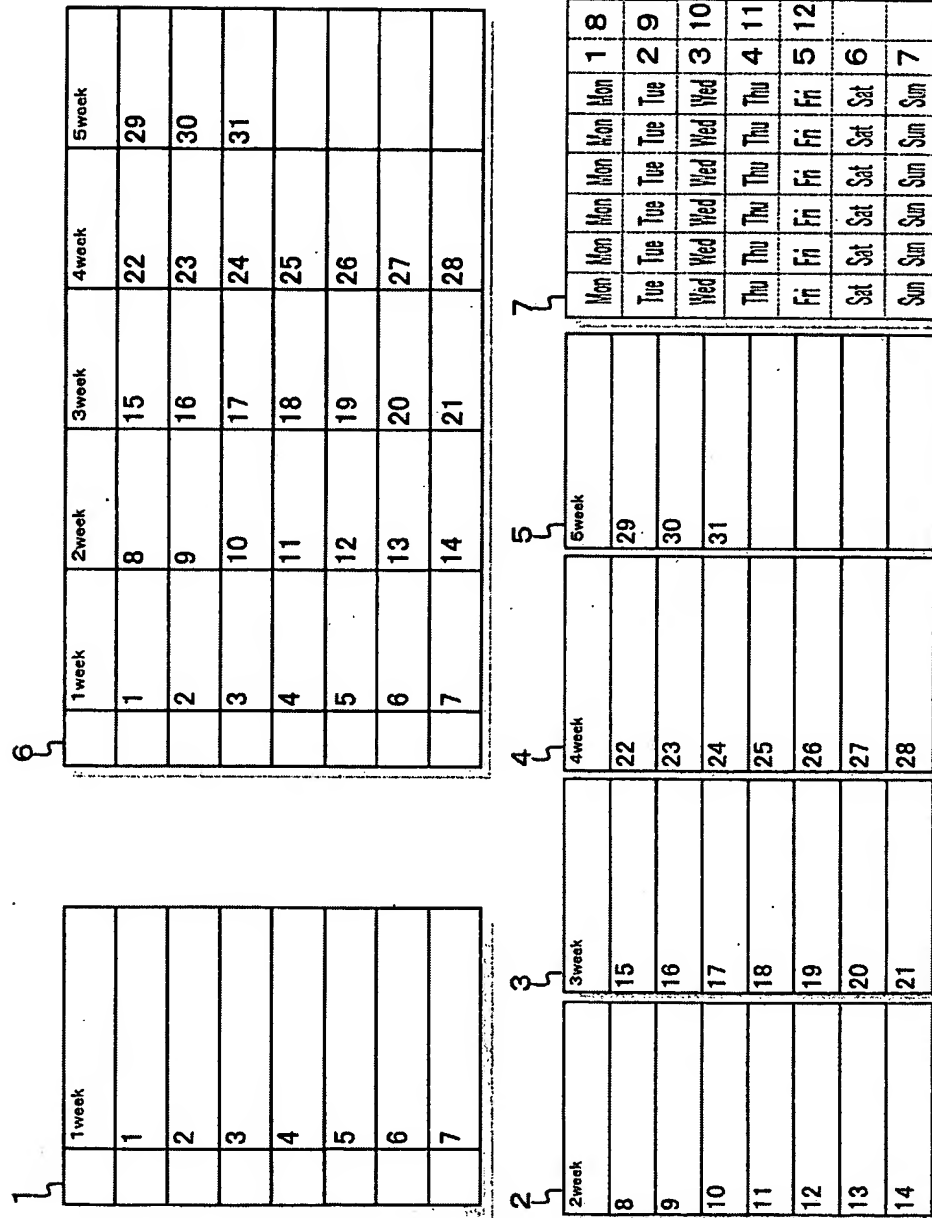 1
1week
1
2
3
4
5
6
7
6
1week 2week 3week 4week 5week
1 8 15 22 29
2 9 16 23 30
3 10 17 24 31
4 11 18 25
5 12 19 26
6 13 20 27
7 14 21 28
2
2week
8
9
10
11
12
13
14
3
3week
15
16
17
18
19
20
21
4
4week
22
23
24
25
26
27
28
5
5week
29
30
31
7
Mon Mon Mon Mon Mon Mon 1 8
Tue Tue Tue Tue Tue Tue 2 9
Wed Wed Wed Wed Wed Wed 3 10
Thu Thu Thu Thu Thu Thu 4 11
Fri Fri Fri Fri Fri Fri 5 12
Sat Sat Sat Sat Sat Sat 6
Sun Sun Sun Sun Sun Sun 7